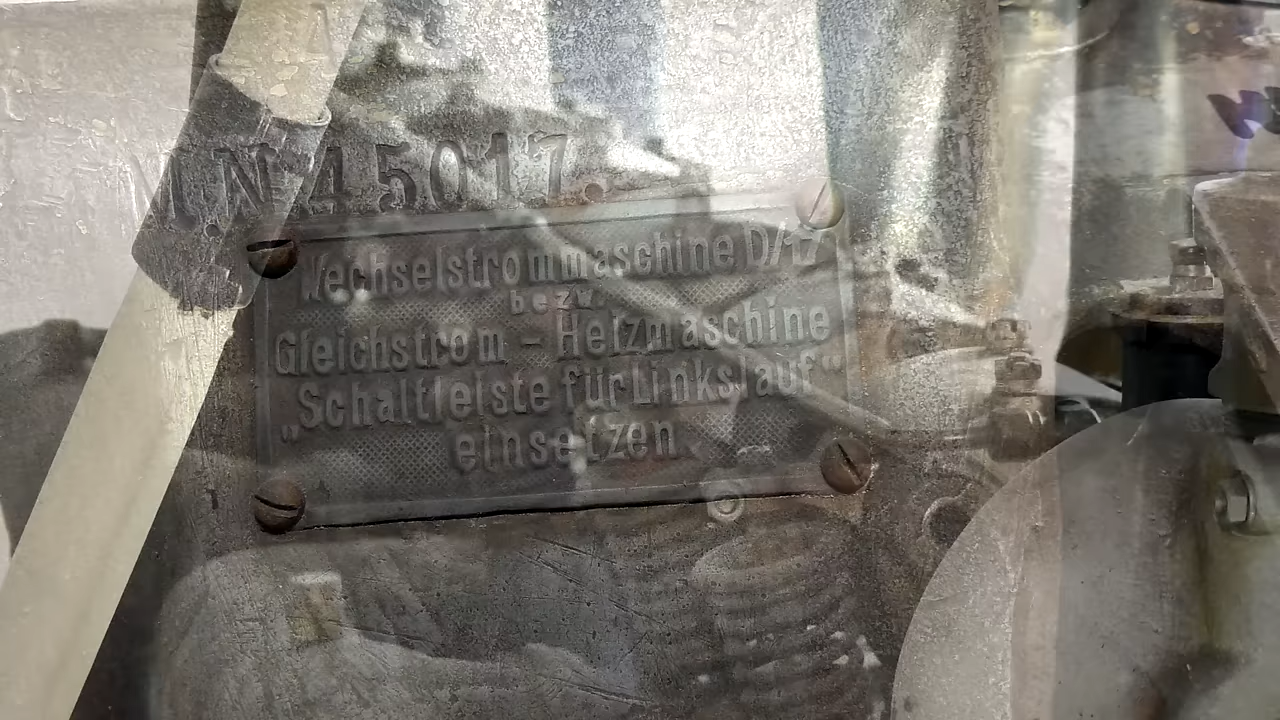 M.N 45017
Wechselstrommaschine D/17
bezw.
Gleichstrom - Heizmaschine
„Schaltleiste für Linkslauf"
einsetzen